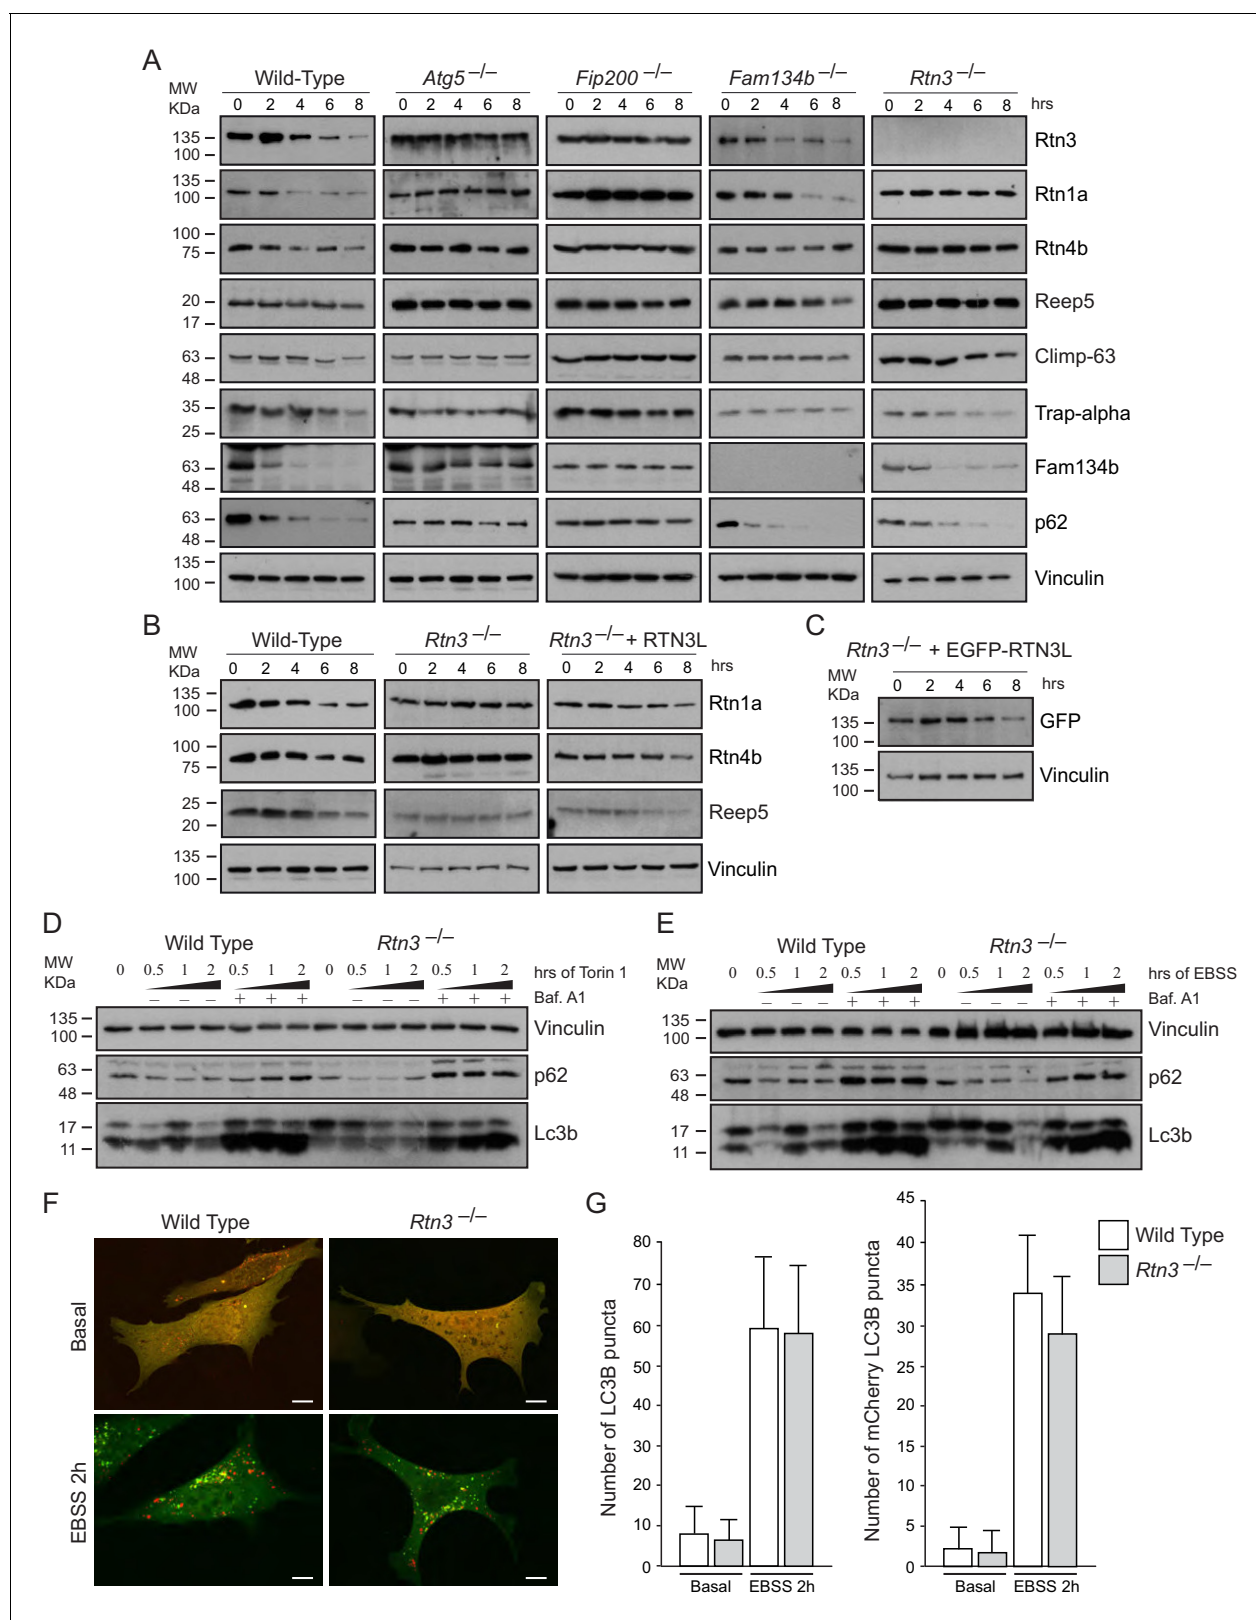 A
MW
KDa
Wild-Type Atg5 –/– Fip200 –/– Fam134b –/– Rtn3 –/–
0 2 4 6 8 0 2 4 6 8 0 2 4 6 8 0 2 4 6 8 0 2 4 6 8 hrs
135
100
Rtn3
135
100
Rtn1a
100
75
Rtn4b
20
17
Reep5
63
48
Climp-63
35
25
Trap-alpha
63
48
Fam134b
63
48
p62
135
100
Vinculin
B
MW
KDa
Wild-Type Rtn3 –/– Rtn3 –/– + RTN3L
0 2 4 6 8 0 2 4 6 8 0 2 4 6 8 hrs
135
100
Rtn1a
100
75
Rtn4b
25
20
Reep5
135
100
Vinculin
C
Rtn3 –/– + EGFP-RTN3L
MW
KDa
0 2 4 6 8 hrs
135
100
GFP
135
100
Vinculin
D
Wild Type Rtn3 –/–
MW
KDa
0 0.5 1 2 0.5 1 2 0 0.5 1 2 0.5 1 2 hrs of Torin 1
– – – + + + – – – + + + Baf. A1
135
100
Vinculin
63
48
p62
17
11
Lc3b
E
Wild Type Rtn3 –/–
MW
KDa
0 0.5 1 2 0.5 1 2 0 0.5 1 2 0.5 1 2 hrs of EBSS
– – – + + + – – – + + + Baf. A1
135
100
Vinculin
63
48
p62
17
11
Lc3b
F
Wild Type Rtn3 –/–
Basal
EBSS 2h
G
Number of LC3B puncta
80
70
60
50
40
30
20
10
0
Basal EBSS 2h
Number of mCherry LC3B puncta
45
40
35
30
25
20
15
10
5
0
Basal EBSS 2h
Wild Type
Rtn3 –/–